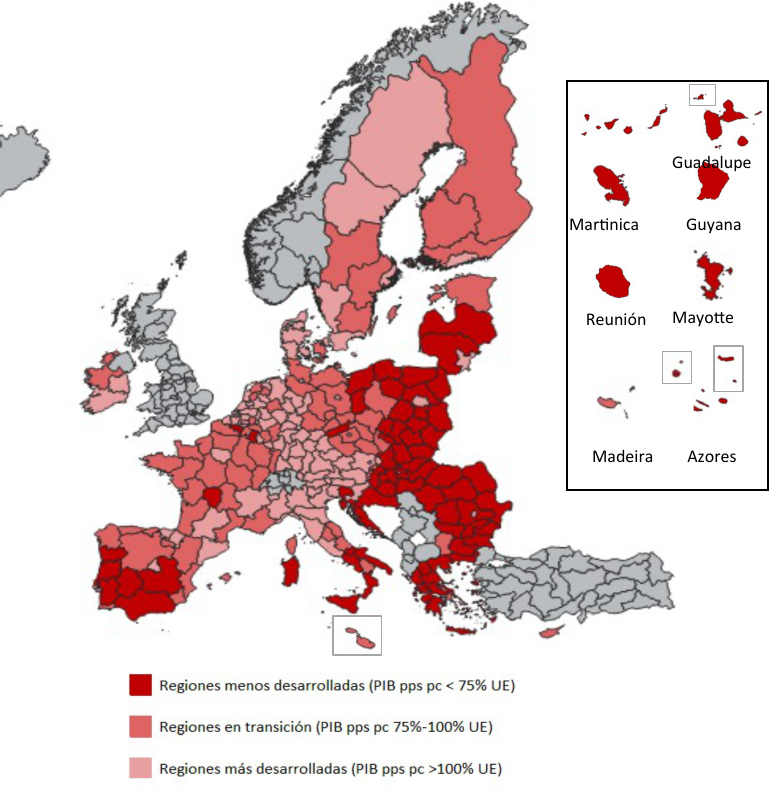 Guadalupe
Martinica
Guyana
Reunión
Mayotte
Madeira
Azores
Regiones menos desarrolladas (PIB pps pc < 75% UE)
Regiones en transición (PIB pps pc 75%-100% UE)
Regiones más desarrolladas (PIB pps pc >100% UE)